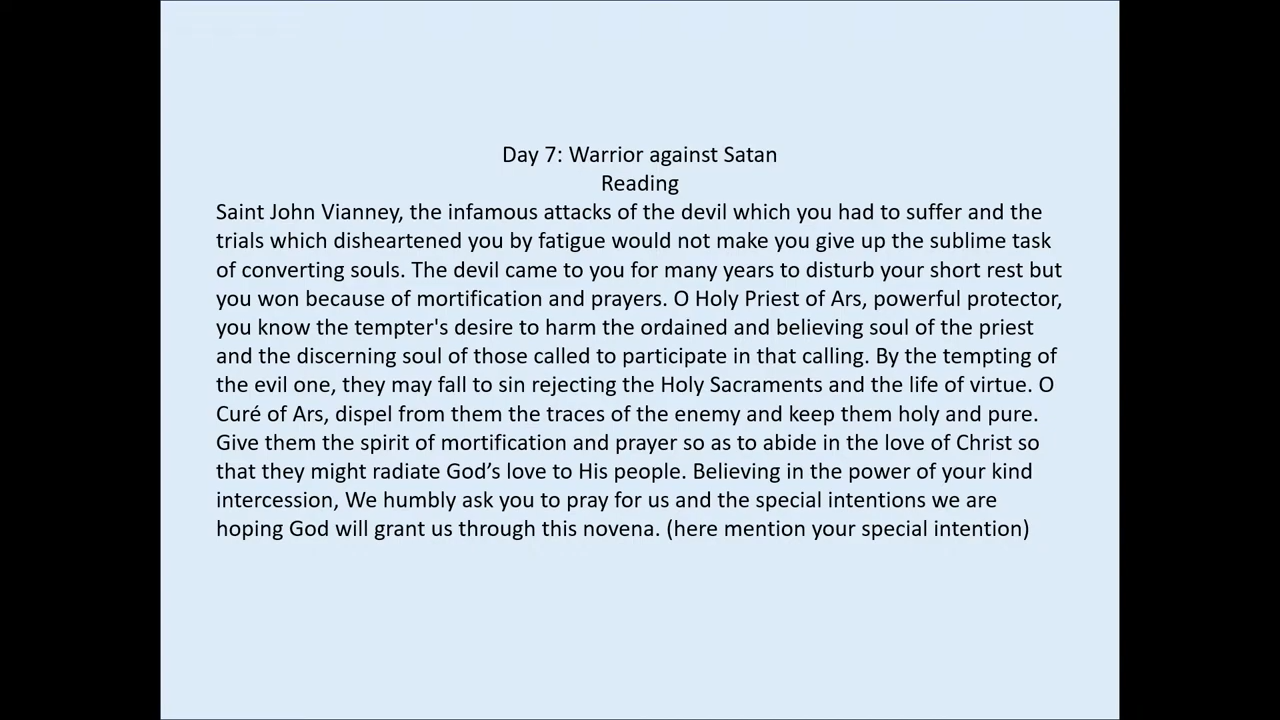 Day 7: Warrior against Satan
Reading
Saint John Vianney, the infamous attacks of the devil which you had to suffer and the
trials which disheartened you by fatigue would not make you give up the sublime task
of converting souls. The devil came to you for many years to disturb your short rest but
you won because of mortification and prayers. O Holy Priest of Ars, powerful protector,
you know the tempter's desire to harm the ordained and believing soul of the priest
and the discerning soul of those called to participate in that calling. By the tempting of
the evil one, they may fall to sin rejecting the Holy Sacraments and the life of virtue. O
Curé of Ars, dispel from them the traces of the enemy and keep them holy and pure.
Give them the spirit of mortification and prayer so as to abide in the love of Christ so
that they might radiate God’s love to His people. Believing in the power of your kind
intercession, We humbly ask you to pray for us and the special intentions we are
hoping God will grant us through this novena. (here mention your special intention)